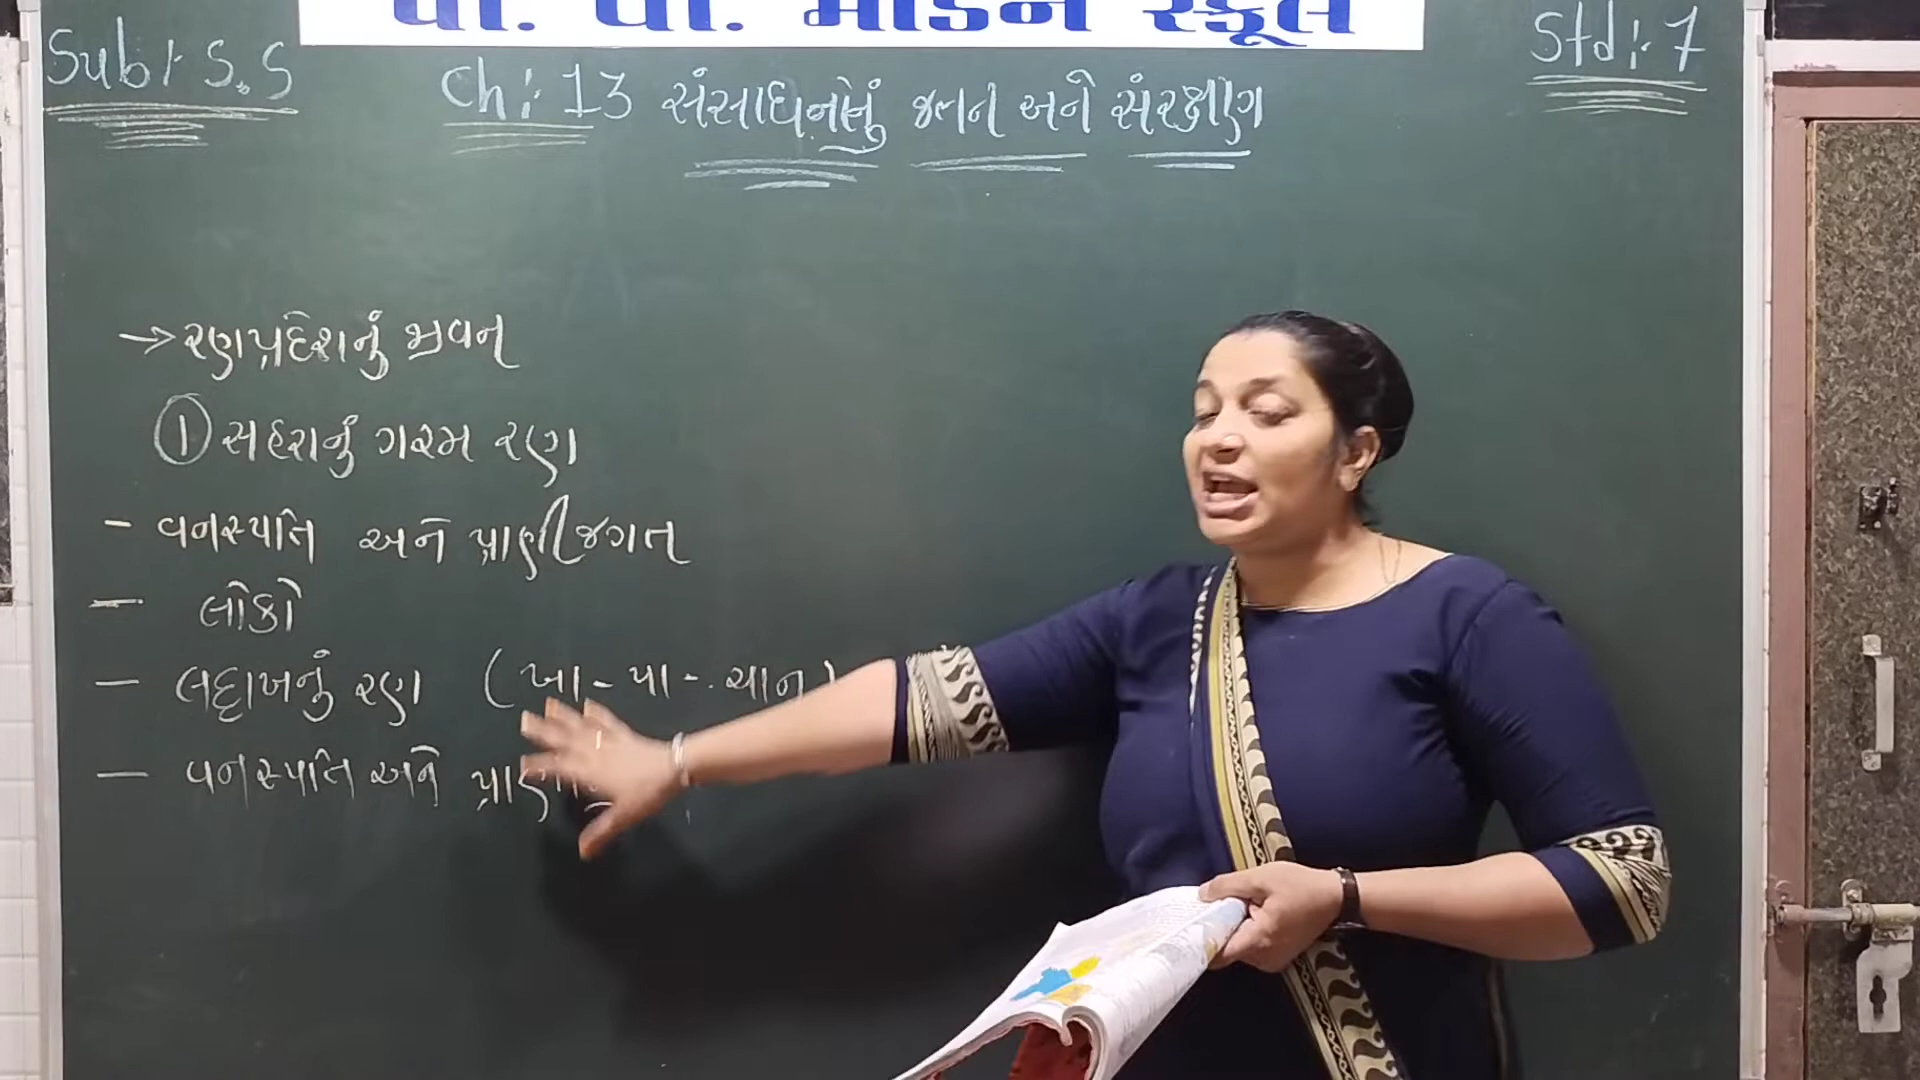 પી. પી. મોડર્ન સ્કૂલ
Sub:- S.S
Std:- 7
Ch:- 13 સંસાધનોનું જતન અને સંરક્ષણ
→ રણપ્રદેશનું જીવન
① સહરાનું ગરમ રણ
- વનસ્પતિ અને પ્રાણીજગત
- લોકો
- લદ્દાખનું રણ (ખા-પા-ચાન)
- વનસ્પતિ અને